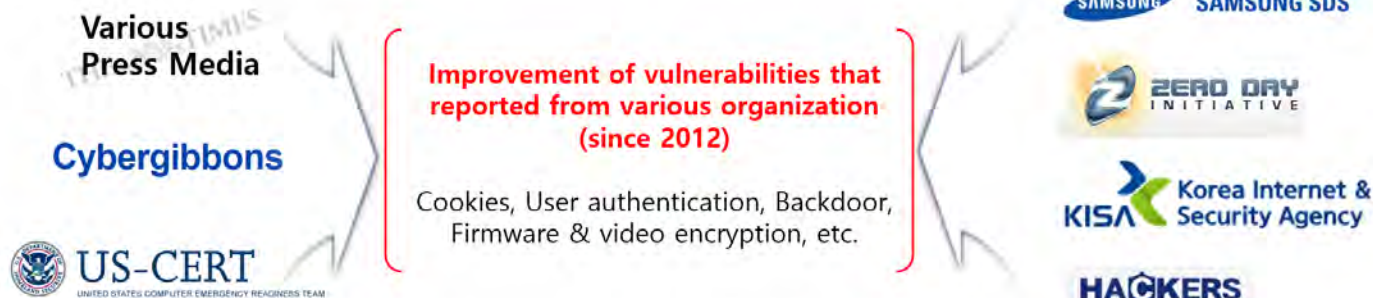 Various
Press Media
TIMES
Cybergibbons
US-CERT
UNITED STATES COMPUTER EMERGENCY READINESS TEAM
Improvement of vulnerabilities that
reported from various organization
(since 2012)
Cookies, User authentication, Backdoor,
Firmware & video encryption, etc.
SAMSUNG
SAMSUNG SDS
ZERO DAY
INITIATIVE
KISA
Korea Internet &
Security Agency
HACKERS